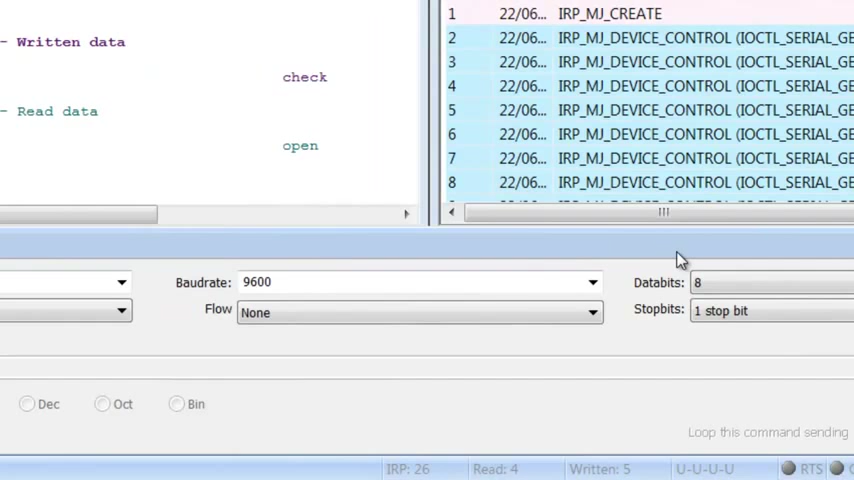 - Written data
check
- Read data
open
1 22/06... IRP_MJ_CREATE
2 22/06... IRP_MJ_DEVICE_CONTROL (IOCTL_SERIAL_GE
3 22/06... IRP_MJ_DEVICE_CONTROL (IOCTL_SERIAL_GE
4 22/06... IRP_MJ_DEVICE_CONTROL (IOCTL_SERIAL_GE
5 22/06... IRP_MJ_DEVICE_CONTROL (IOCTL_SERIAL_GE
6 22/06... IRP_MJ_DEVICE_CONTROL (IOCTL_SERIAL_GE
7 22/06... IRP_MJ_DEVICE_CONTROL (IOCTL_SERIAL_GE
8 22/06... IRP_MJ_DEVICE_CONTROL (IOCTL_SERIAL_GE
Baudrate: 9600 Databits: 8
Flow None Stopbits: 1 stop bit
Dec Oct Bin
Loop this command sending
IRP: 26 Read: 4 Written: 5 U-U-U-U RTS